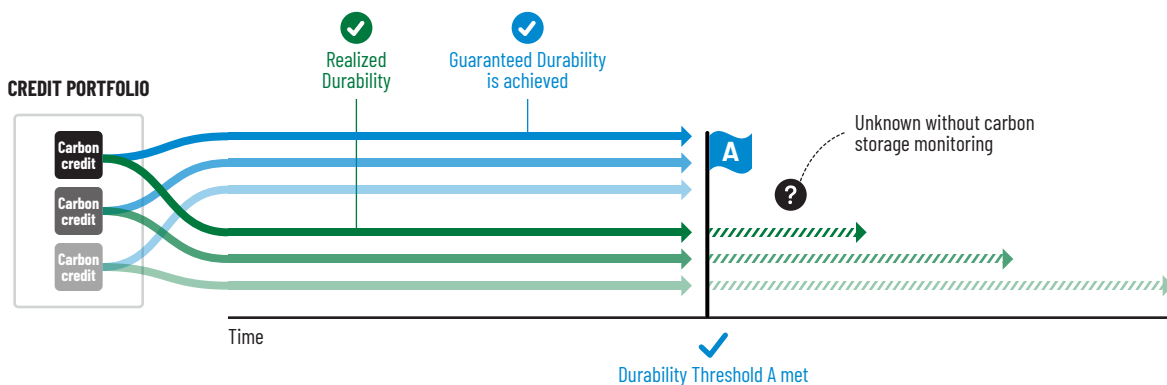 Realized
Durability
Guaranteed Durability
is achieved
CREDIT PORTFOLIO
Carbon
credit
Carbon
credit
Carbon
credit
A
Unknown without carbon
storage monitoring
?
Time
Durability Threshold A met